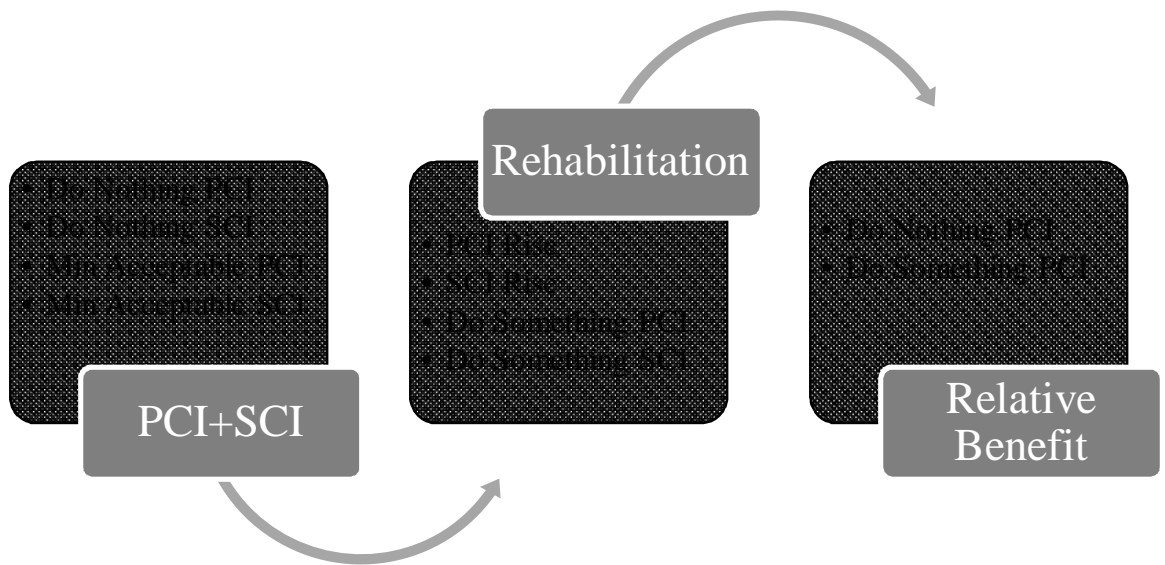 • Do Nothing PCI
• Do Nothing SCI
• Min Acceptable PCI
• Min Acueptable SCI
PCI+SCI
Rehabilitation
• PCI Rise
• SCI Rise
• Do Something PCI
• Do Something SCI
• Do Nothing PCI
• Do Something PCI
Relative
Benefit